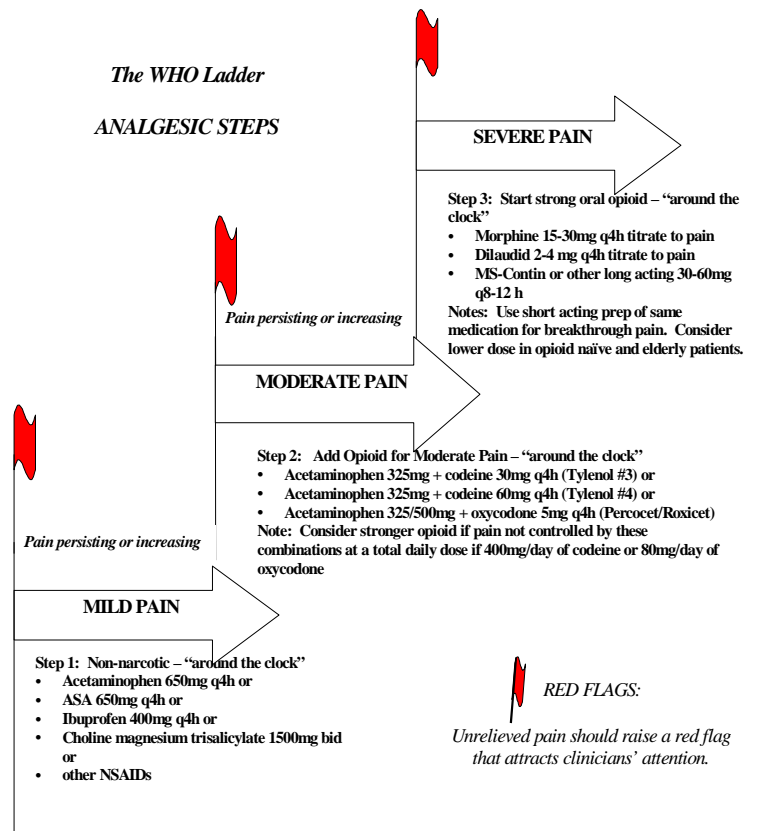 The WHO Ladder
ANALGESIC STEPS
SEVERE PAIN
Step 3: Start strong oral opioid – “around the
clock”
• Morphine 15-30mg q4h titrate to pain
• Dilaudid 2-4 mg q4h titrate to pain
• MS-Contin or other long acting 30-60mg
q8-12 h
Notes: Use short acting prep of same
medication for breakthrough pain. Consider
lower dose in opioid naïve and elderly patients.
Pain persisting or increasing
MODERATE PAIN
Step 2: Add Opioid for Moderate Pain – “around the clock”
• Acetaminophen 325mg + codeine 30mg q4h (Tylenol #3) or
• Acetaminophen 325mg + codeine 60mg q4h (Tylenol #4) or
• Acetaminophen 325/500mg + oxycodone 5mg q4h (Percocet/Roxicet)
Note: Consider stronger opioid if pain not controlled by these
combinations at a total daily dose if 400mg/day of codeine or 80mg/day of
oxycodone
Pain persisting or increasing
MILD PAIN
Step 1: Non-narcotic – “around the clock”
• Acetaminophen 650mg q4h or
• ASA 650mg q4h or
• Ibuprofen 400mg q4h or
• Choline magnesium trisalicylate 1500mg bid
or
• other NSAIDs
RED FLAGS:
Unrelieved pain should raise a red flag
that attracts clinicians’ attention.